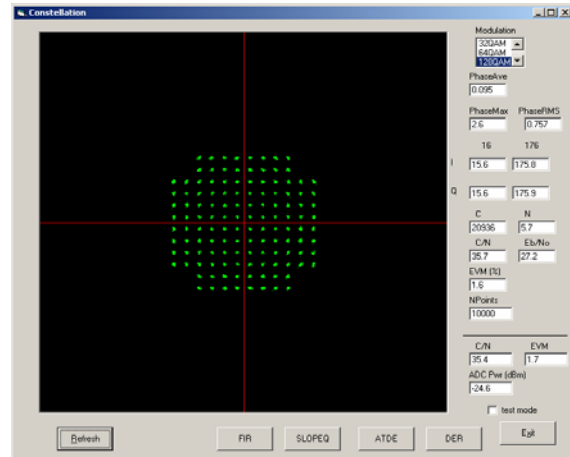 Constellation
Modulation
32QAM
64QAM
128QAM
PhaseAve
0.095
PhaseMax PhaseRMS
2.6 0.757
16 176
I 15.6 175.8
Q 15.6 175.9
C N
20936 5.7
C/N Eb/No
35.7 27.2
EVM (%)
1.6
NPoints
10000
C/N EVM
35.4 1.7
ADC Pwr (dBm)
-24.6
test mode
Refresh FIR SLOPEQ ATDE DER Exit